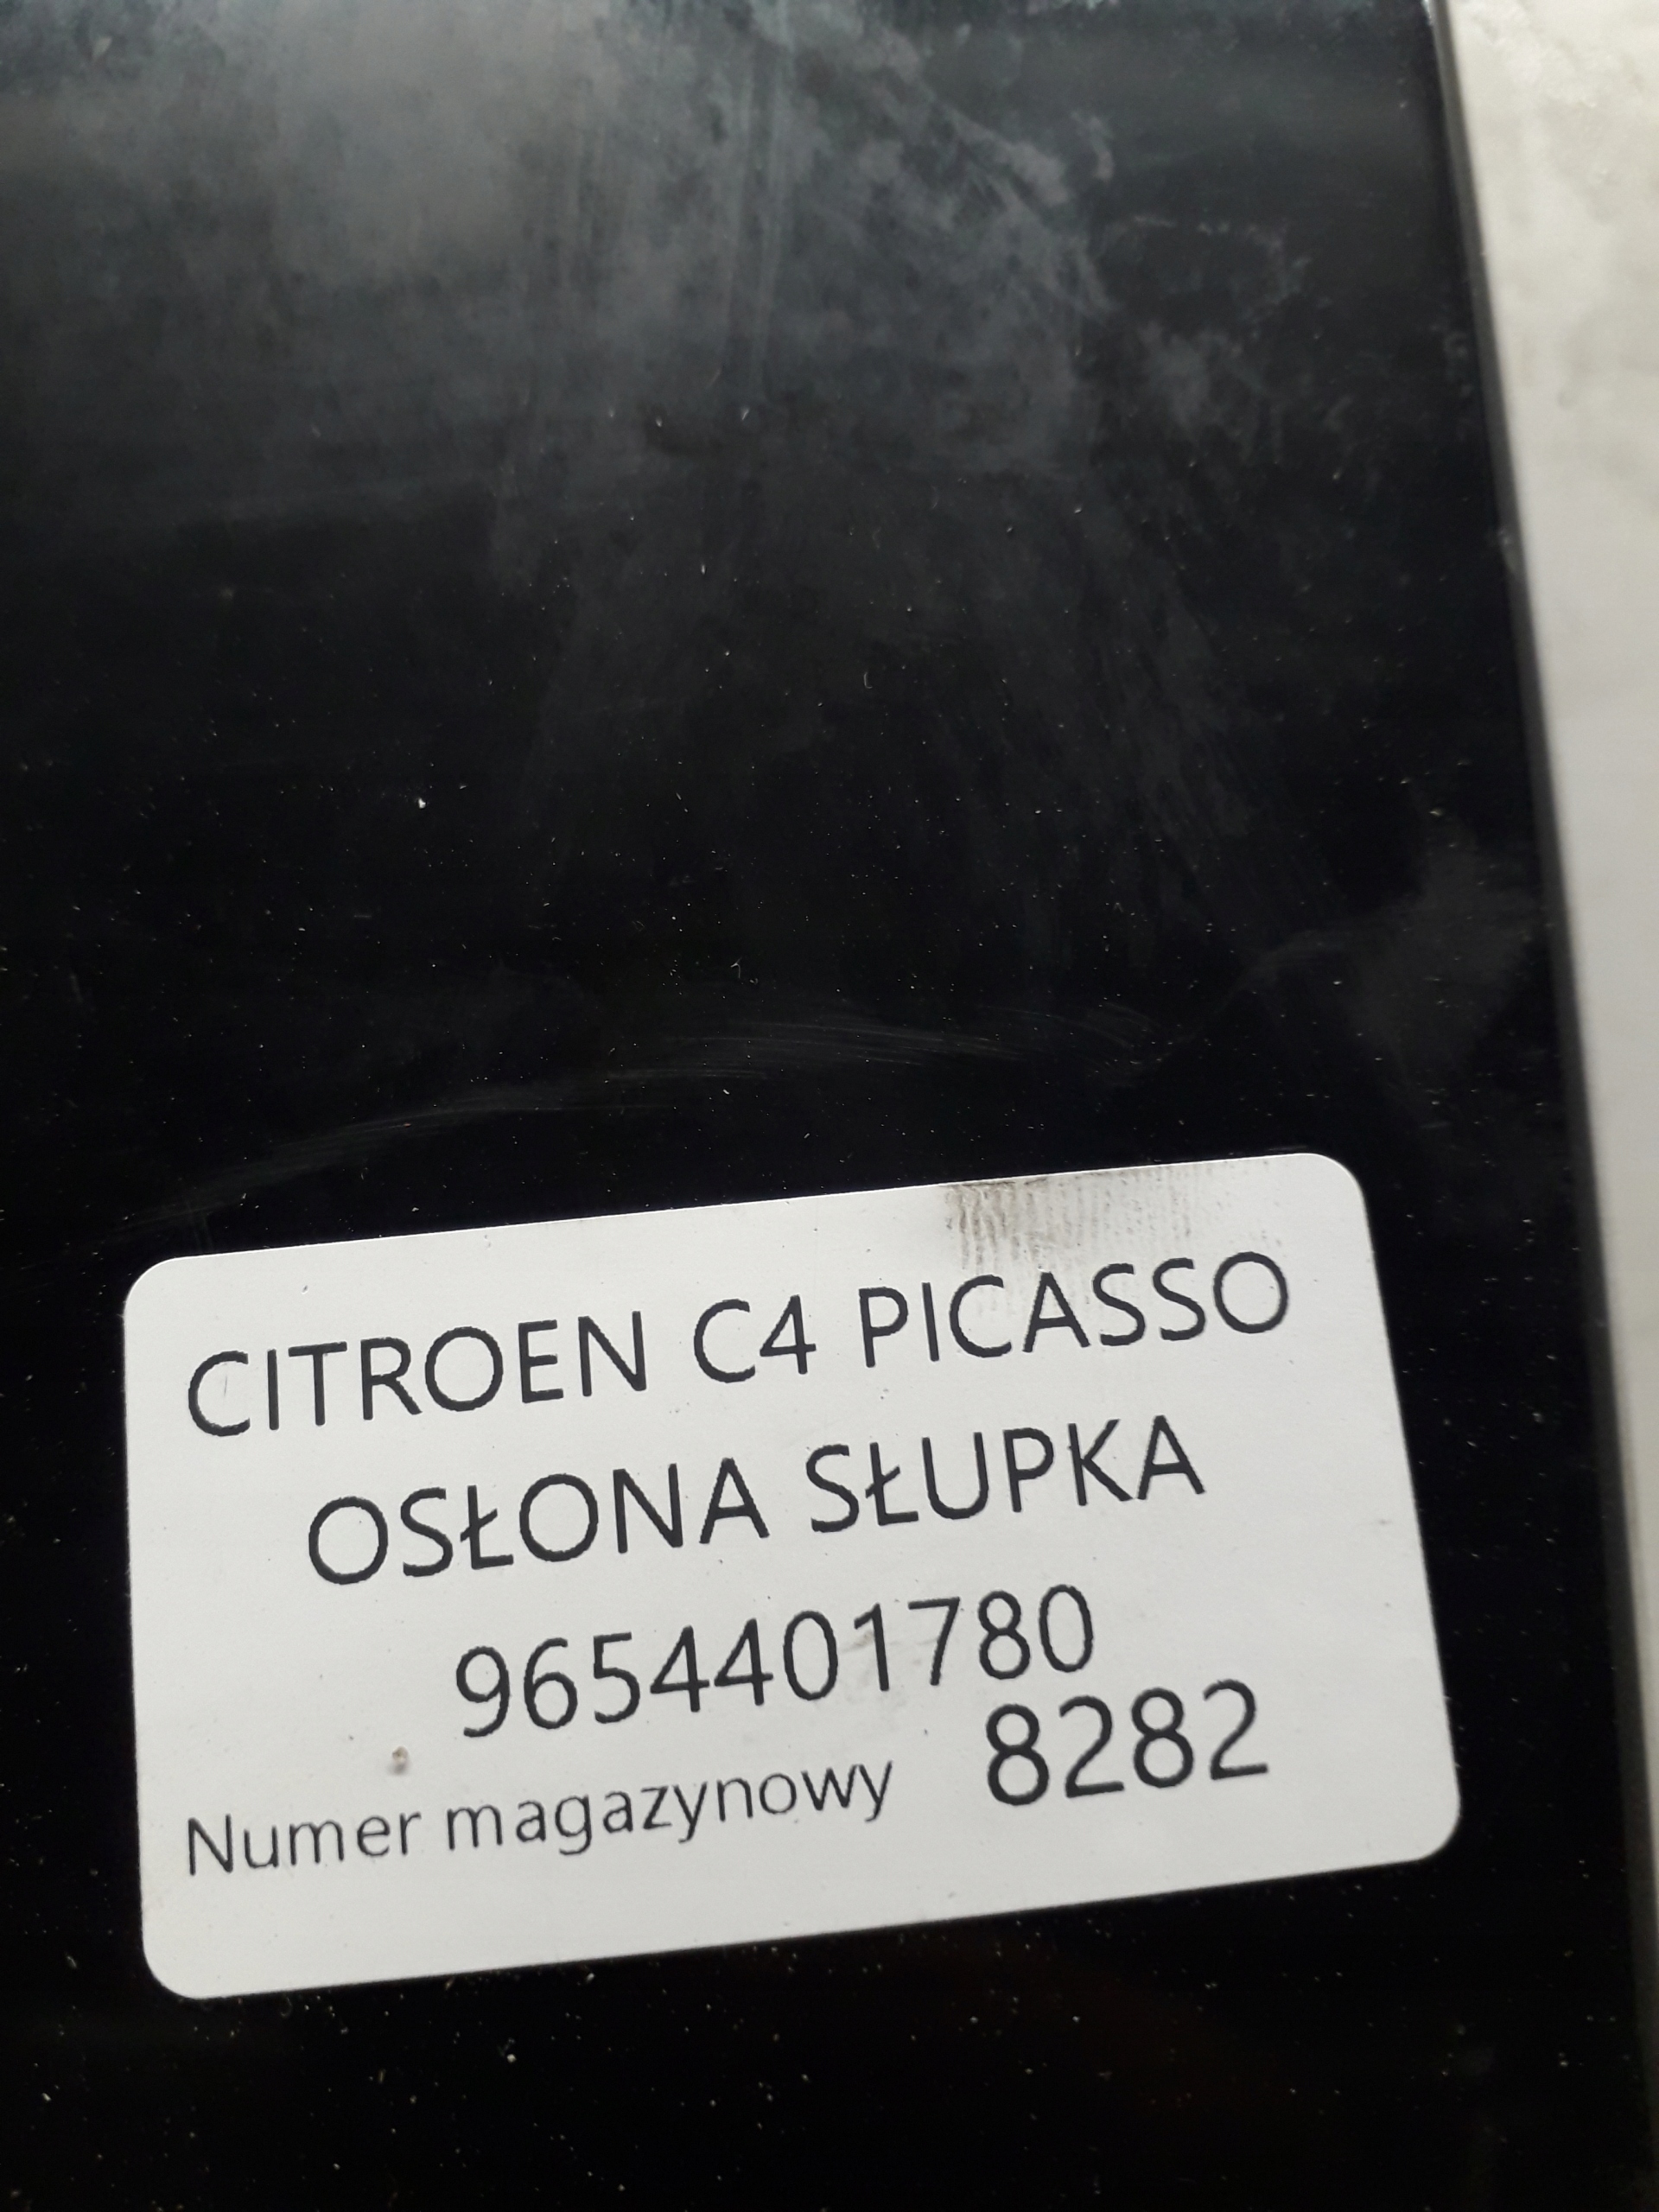 CITROEN C4 PICASSO
OSŁONA SŁUPKA
9654401780
Numer magazynowy 8282